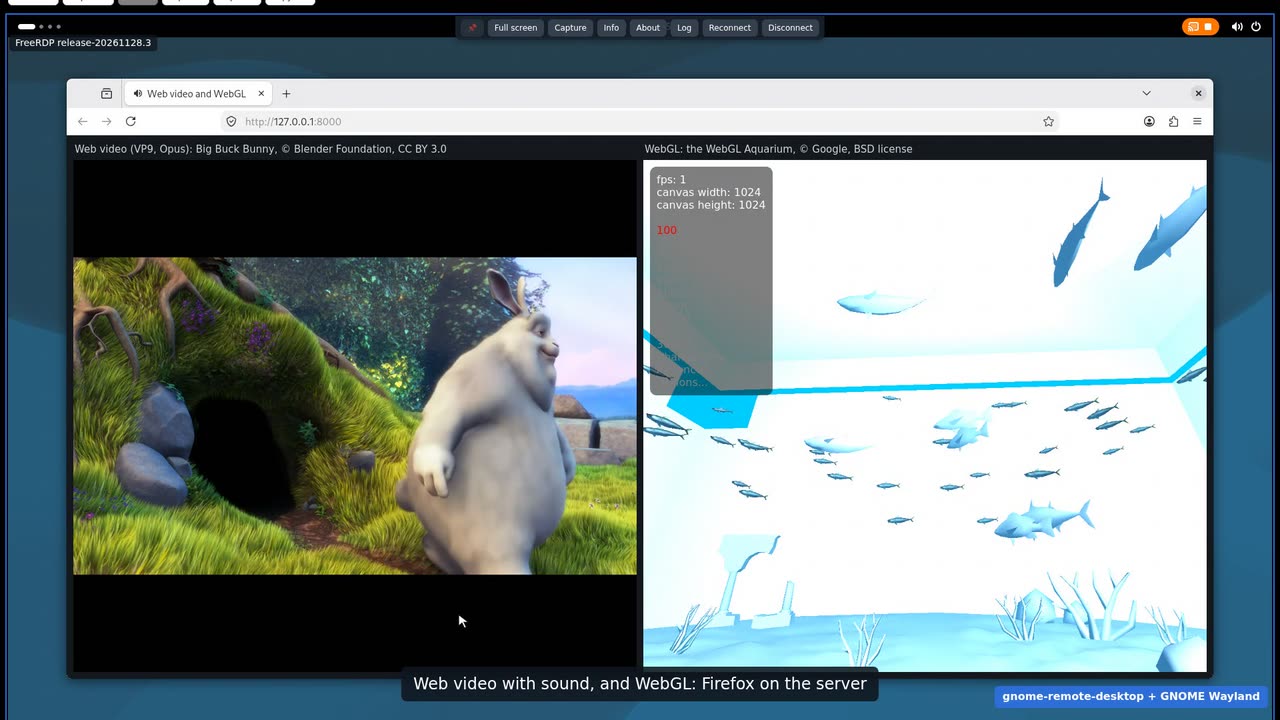 Full screen
Capture
Info
About
Log
Reconnect
Disconnect
FreeRDP release-20261128.3
Web video and WebGL
http://127.0.0.1:8000
Web video (VP9, Opus): Big Buck Bunny, © Blender Foundation, CC BY 3.0
WebGL: the WebGL Aquarium, © Google, BSD license
fps: 1
canvas width: 1024
canvas height: 1024
100
Web video with sound, and WebGL: Firefox on the server
gnome-remote-desktop + GNOME Wayland